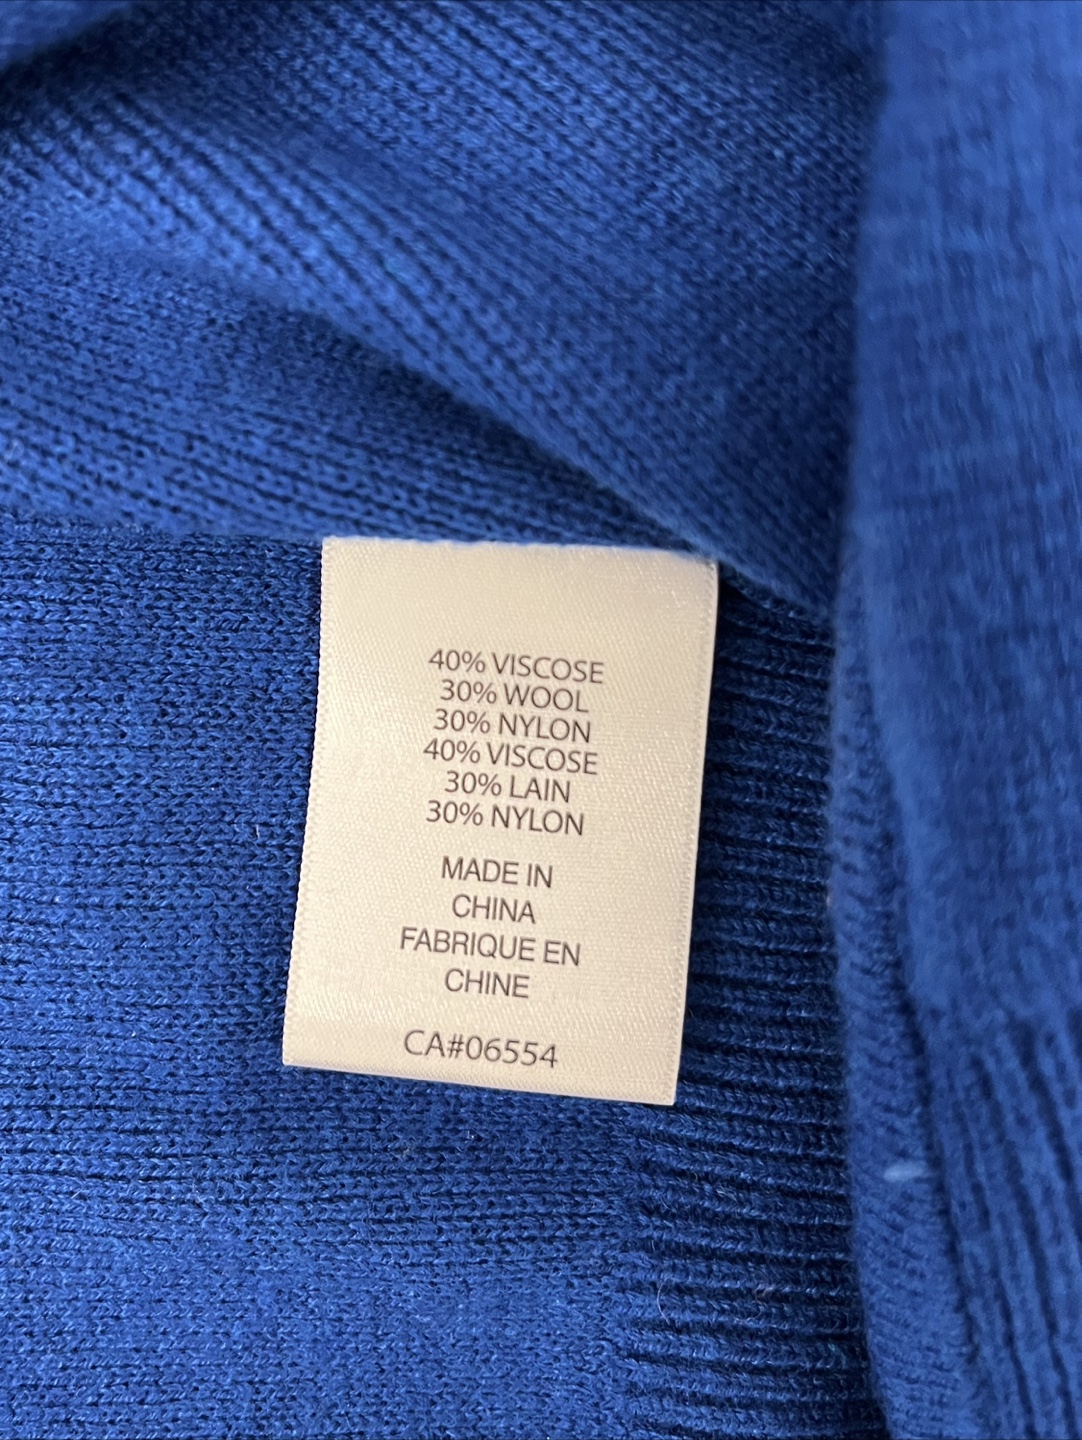 40% VISCOSE
30% WOOL
30% NYLON
40% VISCOSE
30% LAIN
30% NYLON
MADE IN
CHINA
FABRIQUE EN
CHINE
CA#06554